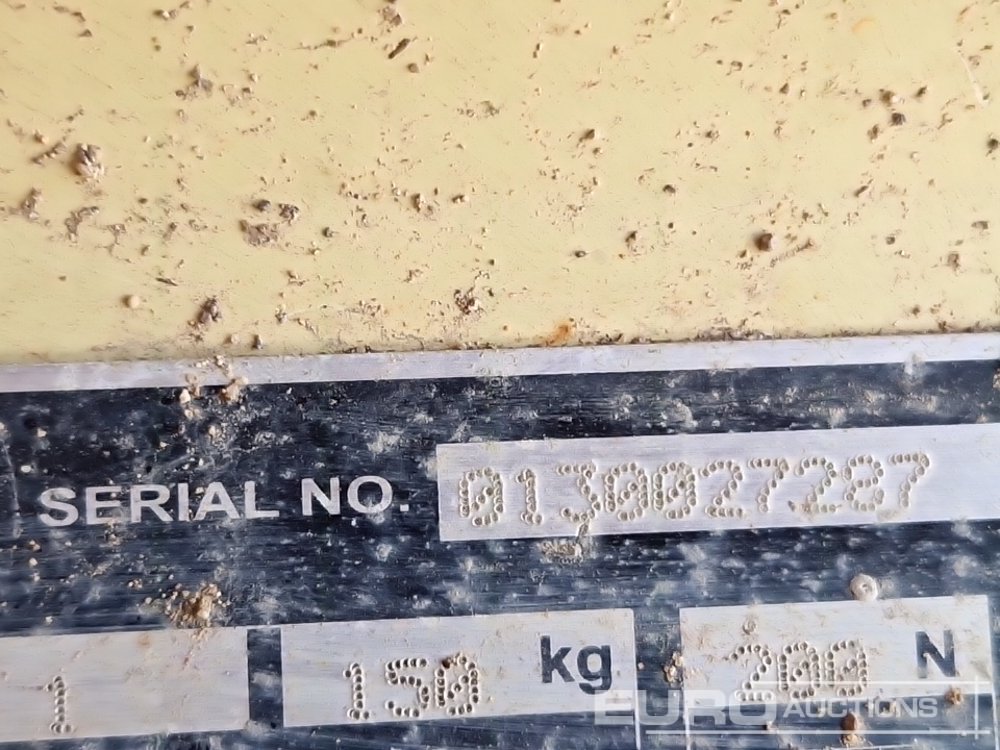 SERIAL NO. 0130027287
1 150 kg 200 N
EURO AUCTIONS